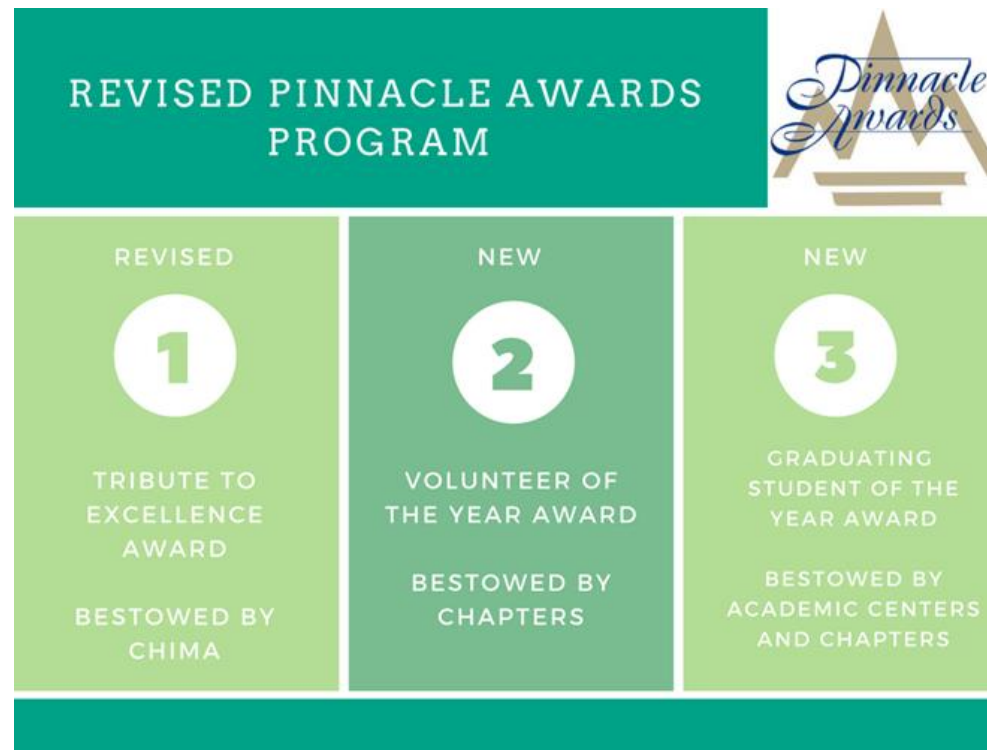 REVISED PINNACLE AWARDS
PROGRAM
Pinnacle
Awards
REVISED
1
TRIBUTE TO
EXCELLENCE
AWARD
BESTOWED BY
CHIMA
NEW
2
VOLUNTEER OF
THE YEAR AWARD
BESTOWED BY
CHAPTERS
NEW
3
GRADUATING
STUDENT OF THE
YEAR AWARD
BESTOWED BY
ACADEMIC CENTERS
AND CHAPTERS